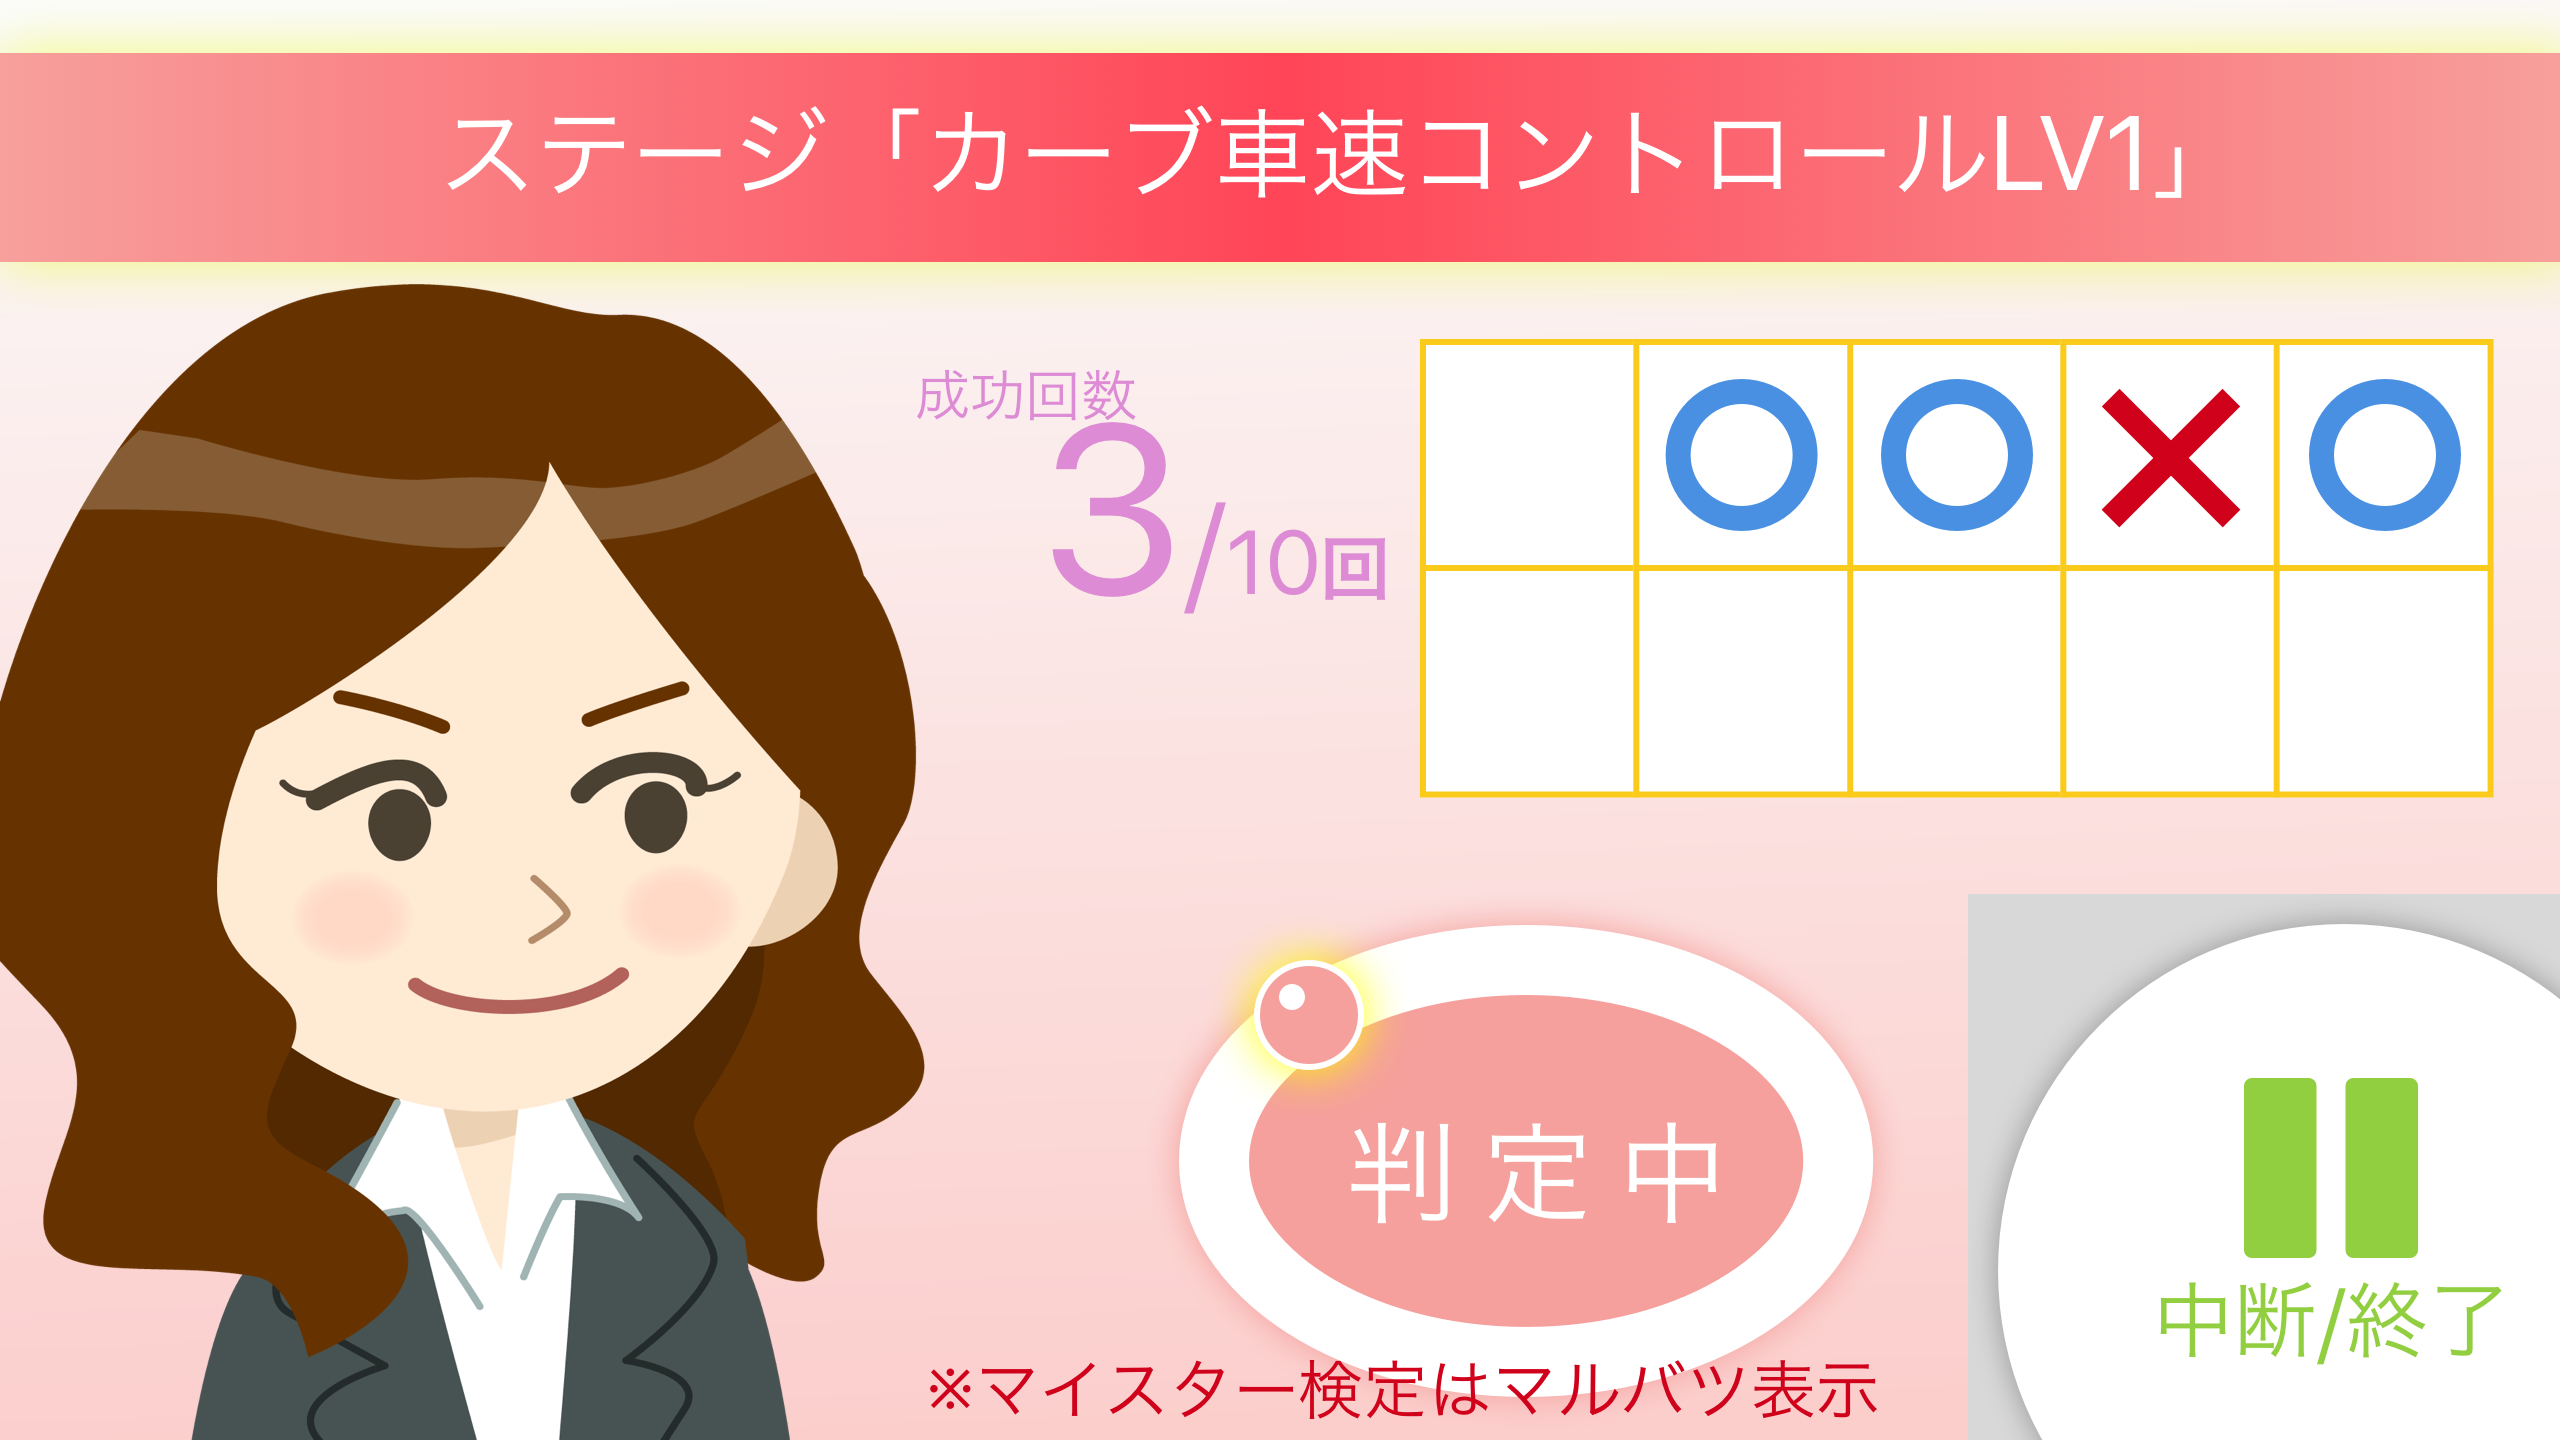 ステージ「カーブ車速コントロールLV1」
成功回数
3/10回
判定中
中断/終了
※マイスター検定はマルバツ表示